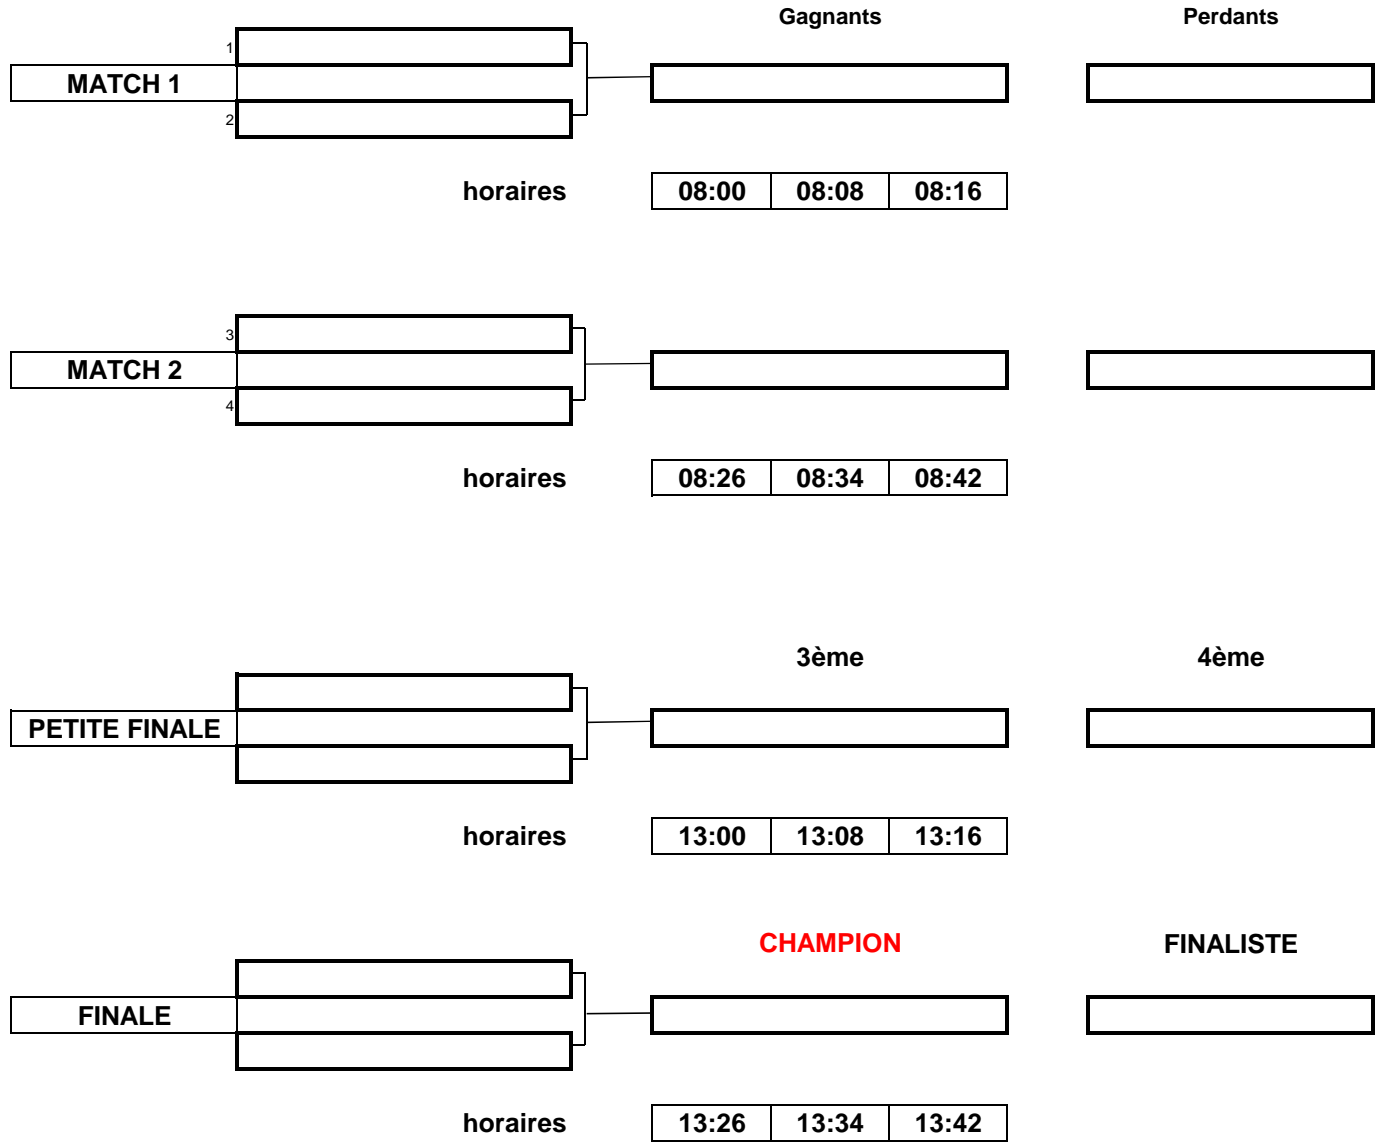 Gagnants Perdants
1
MATCH 1
2
horaires 08:00 08:08 08:16
3
MATCH 2
4
horaires 08:26 08:34 08:42
3ème 4ème
PETITE FINALE
horaires 13:00 13:08 13:16
CHAMPION FINALISTE
FINALE
horaires 13:26 13:34 13:42